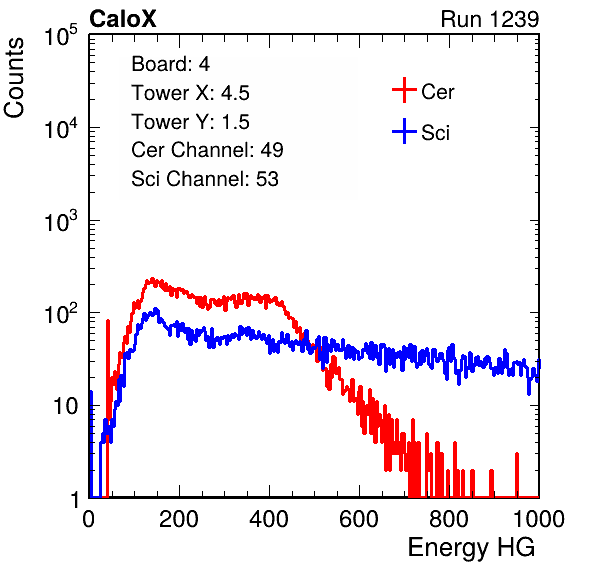 CaloX Run 1239
Counts
Board: 4
Tower X: 4.5
Tower Y: 1.5
Cer Channel: 49
Sci Channel: 53
Cer
Sci
10^5
10^4
10^3
10^2
10
1
0 200 400 600 800 1000
Energy HG